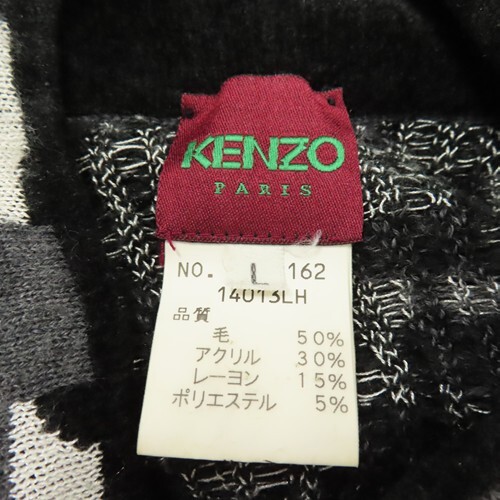 KENZO
PARIS
NO. L 162
14013LH
品質
毛 50%
アクリル 30%
レーヨン 15%
ポリエステル 5%